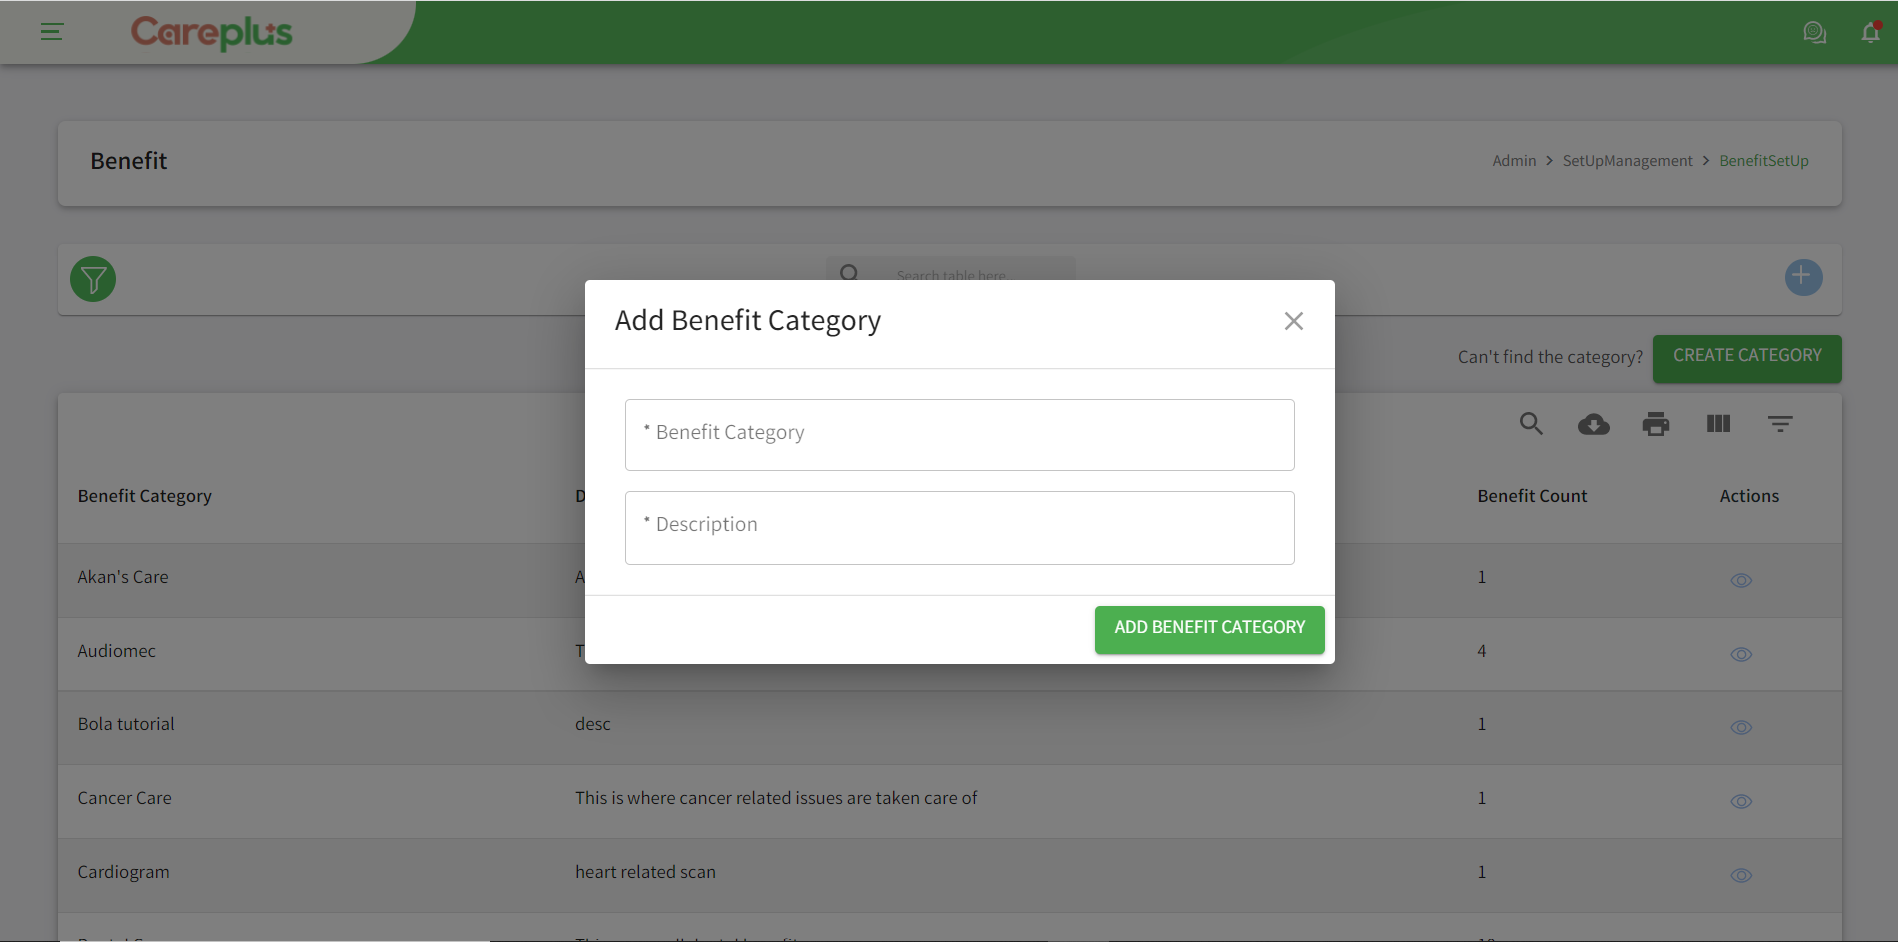 Careplus
Benefit
Admin > SetUpManagement > BenefitSetUp
Search table here...
Add Benefit Category
Can't find the category? CREATE CATEGORY
* Benefit Category
* Description
ADD BENEFIT CATEGORY
Benefit Category D Benefit Count Actions
Akan's Care A 1
Audiomec T 4
Bola tutorial desc 1
Cancer Care This is where cancer related issues are taken care of 1
Cardiogram heart related scan 1